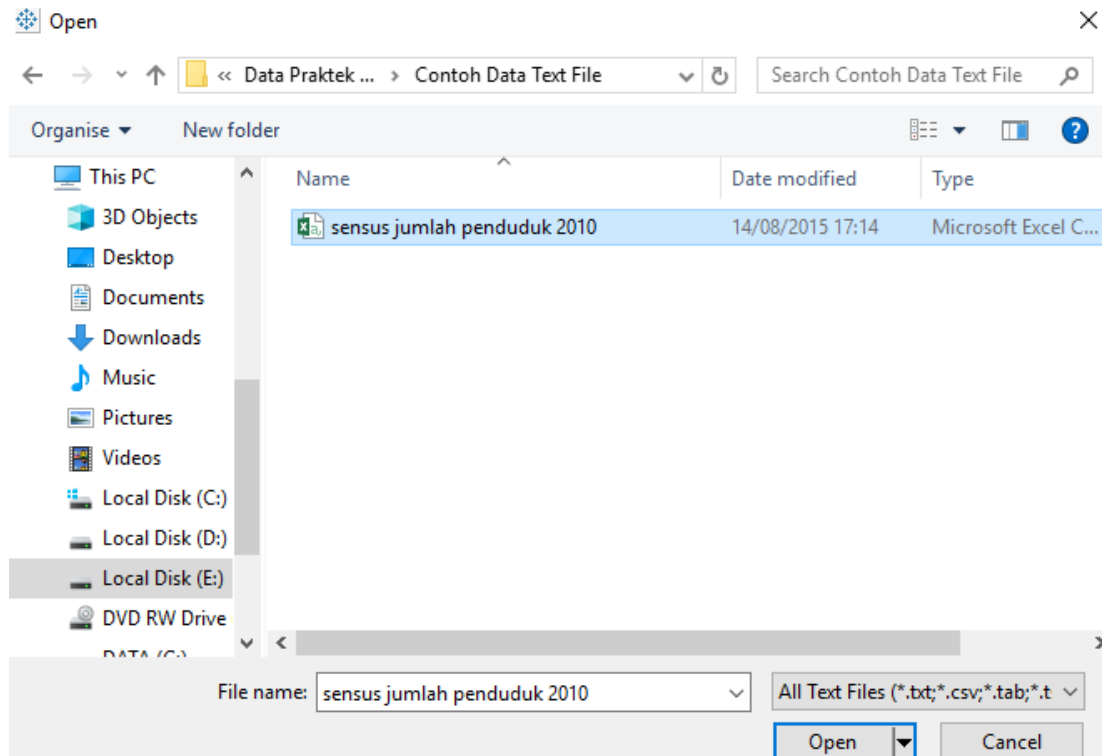 Open
« Data Praktek ... › Contoh Data Text File
Search Contoh Data Text File
Organise
New folder
This PC
3D Objects
Desktop
Documents
Downloads
Music
Pictures
Videos
Local Disk (C:)
Local Disk (D:)
Local Disk (E:)
DVD RW Drive
DATA (G:)
Name Date modified Type
sensus jumlah penduduk 2010 14/08/2015 17:14 Microsoft Excel C...
File name: sensus jumlah penduduk 2010
All Text Files (*.txt;*.csv;*.tab;*.t
Open
Cancel